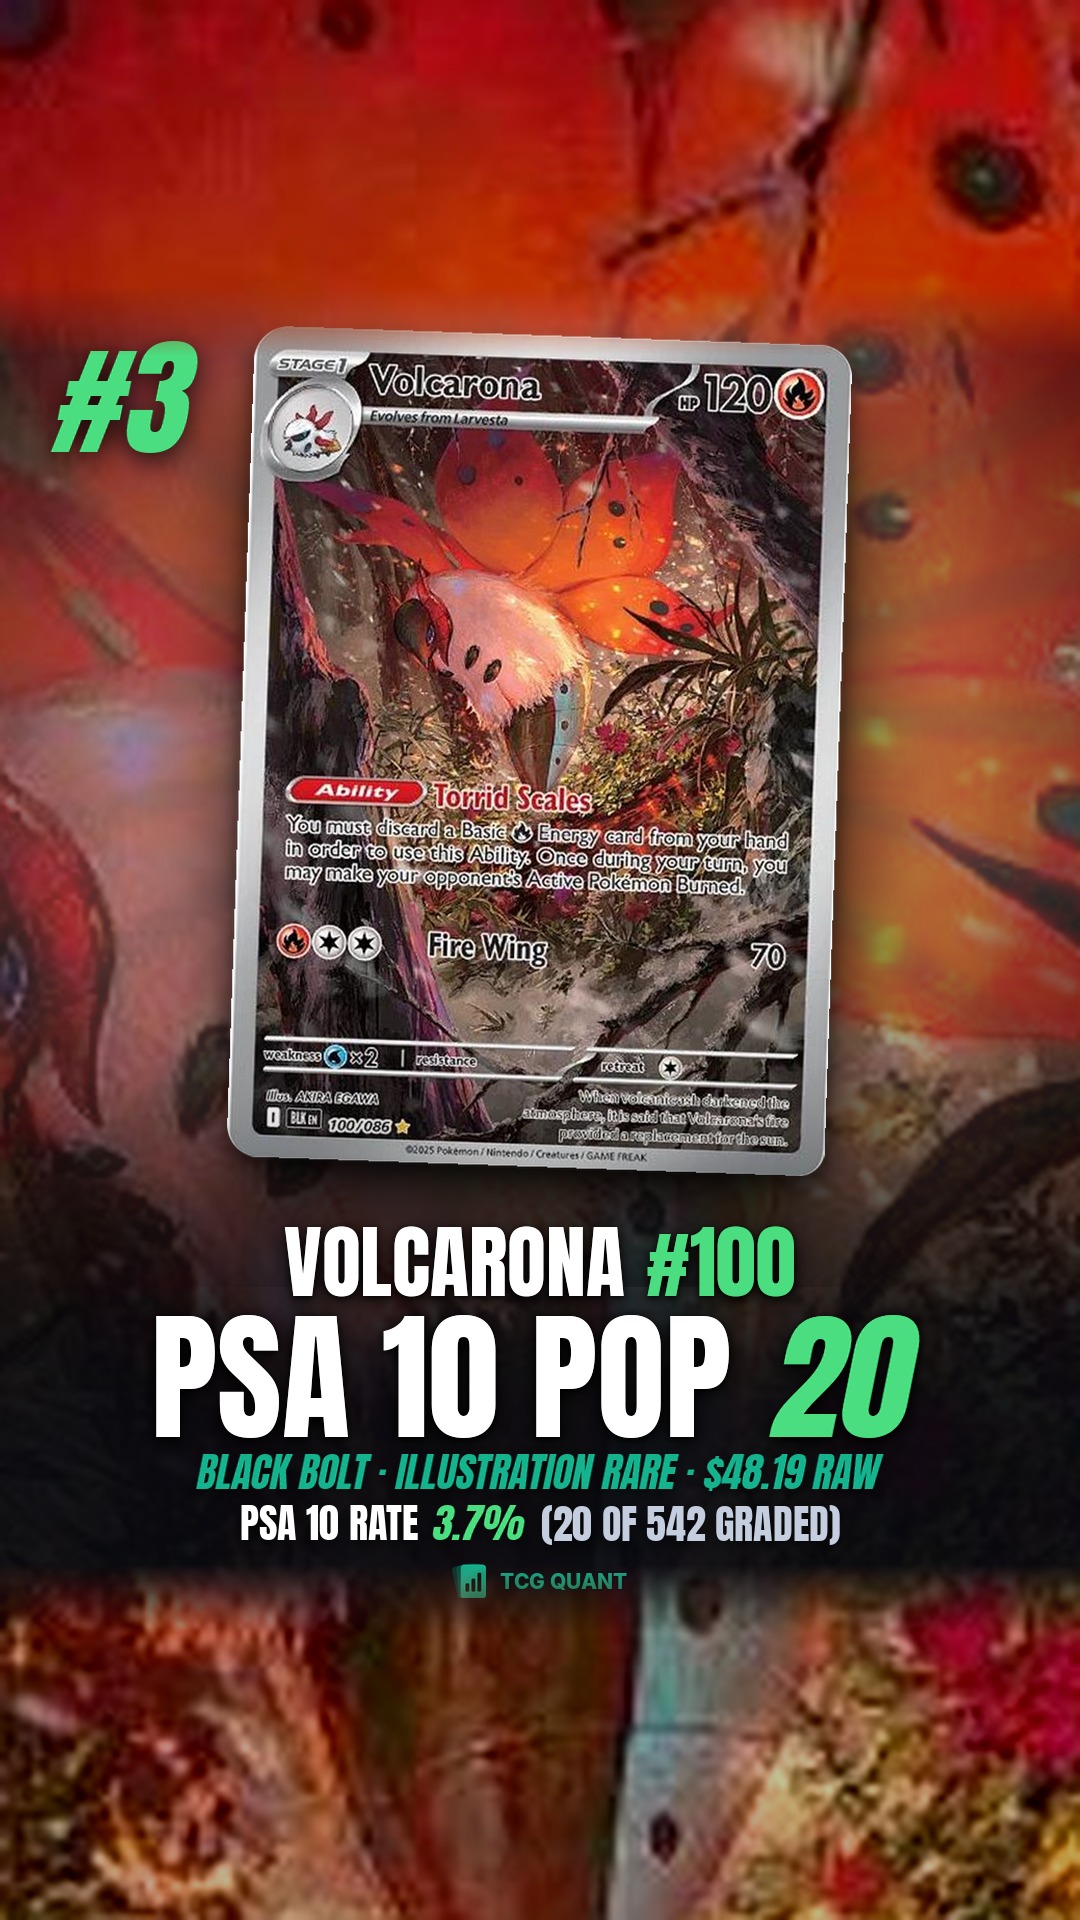 #3
STAGE1
Volcarona
HP 120
Evolves from Larvesta
Ability Torrid Scales
You must discard a Basic Energy card from your hand
in order to use this Ability. Once during your turn, you
may make your opponent's Active Pokémon Burned.
Fire Wing 70
weakness ×2 resistance retreat
Illus. AKIRA EGAWA
I BLK EN 100/086
When volcanic ash darkened the
atmosphere, it is said that Volcarona's fire
provided a replacement for the sun.
©2025 Pokémon / Nintendo / Creatures / GAME FREAK
VOLCARONA #100
PSA 10 POP 20
BLACK BOLT · ILLUSTRATION RARE · $48.19 RAW
PSA 10 RATE 3.7% (20 OF 542 GRADED)
TCG QUANT